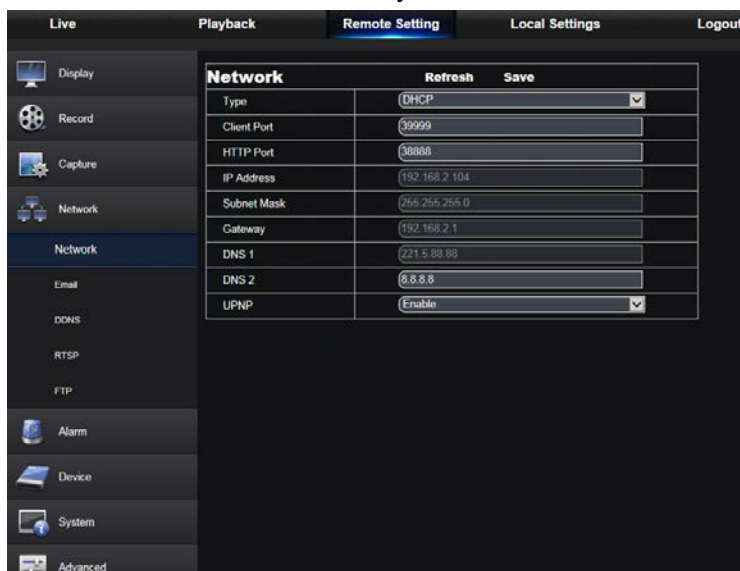 Live Playback Remote Setting Local Settings Logout
Display
Record
Capture
Network
Network
Email
DDNS
RTSP
FTP
Alarm
Device
System
Advanced
Network Refresh Save
Type DHCP
Client Port 39999
HTTP Port 38888
IP Address 192.168.2.104
Subnet Mask 255.255.255.0
Gateway 192.168.2.1
DNS 1 221.5.88.88
DNS 2 8.8.8.8
UPNP Enable